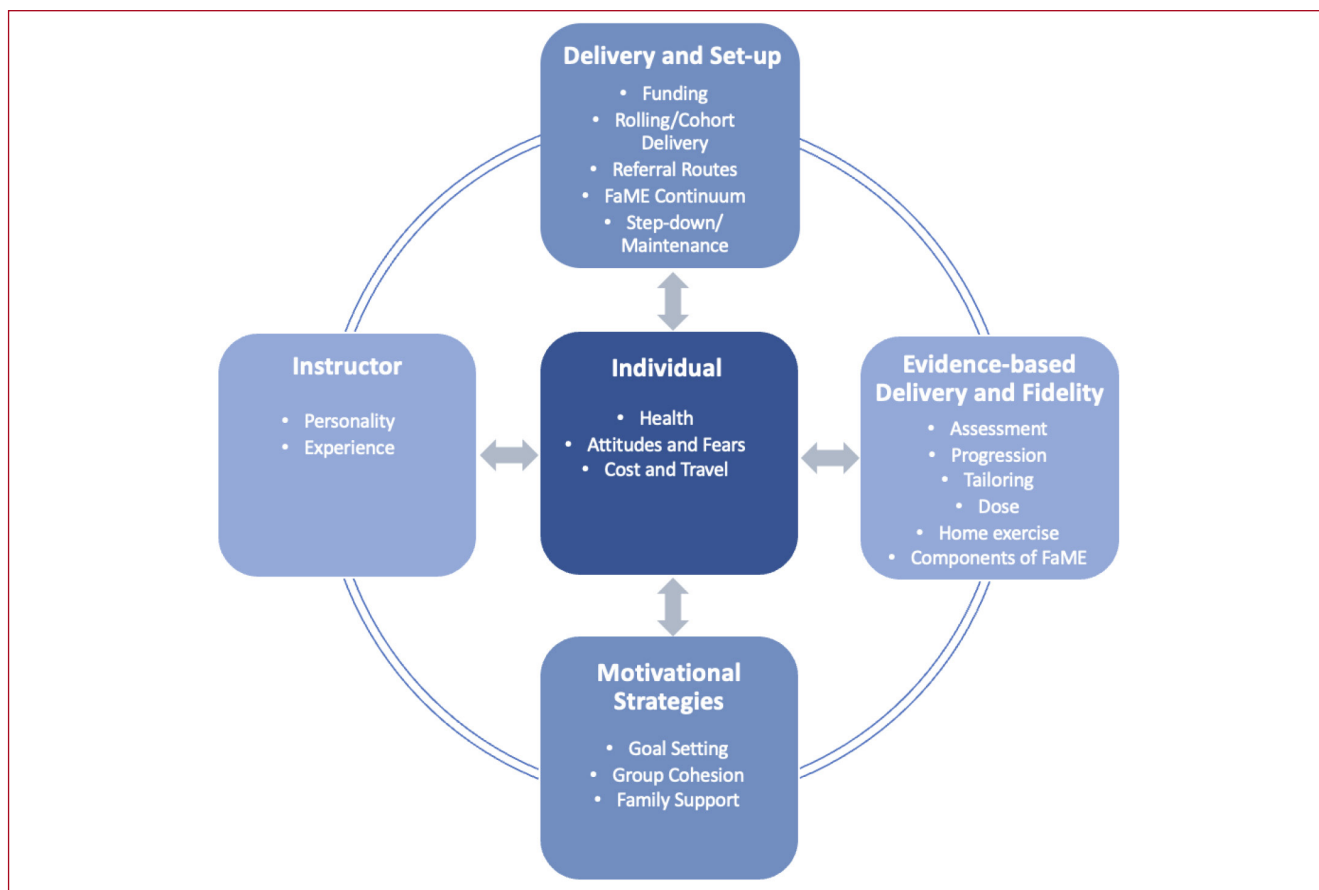 Delivery and Set-up
• Funding
• Rolling/Cohort
Delivery
• Referral Routes
• FaME Continuum
• Step-down/
Maintenance
Instructor
• Personality
• Experience
Individual
• Health
• Attitudes and Fears
• Cost and Travel
Evidence-based
Delivery and Fidelity
• Assessment
• Progression
• Tailoring
• Dose
• Home exercise
• Components of FaME
Motivational
Strategies
• Goal Setting
• Group Cohesion
• Family Support